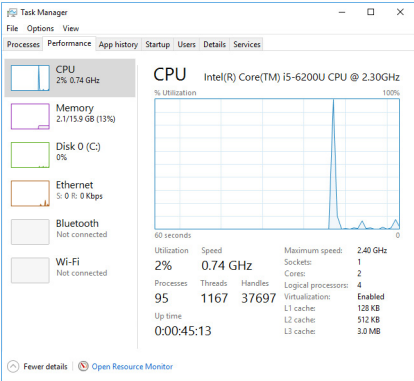 Task Manager
File Options View
Processes Performance App history Startup Users Details Services
CPU
2% 0.74 GHz
Memory
2.1/15.9 GB (13%)
Disk 0 (C:)
0%
Ethernet
S: 0 R: 0 Kbps
Bluetooth
Not connected
Wi-Fi
Not connected
CPU Intel(R) Core(TM) i5-6200U CPU @ 2.30GHz
% Utilization 100%
60 seconds 0
Utilization Speed
2% 0.74 GHz
Processes Threads Handles
95 1167 37697
Up time
0:00:45:13
Maximum speed: 2.40 GHz
Sockets: 1
Cores: 2
Logical processors: 4
Virtualization: Enabled
L1 cache: 128 KB
L2 cache: 512 KB
L3 cache: 3.0 MB
Fewer details Open Resource Monitor